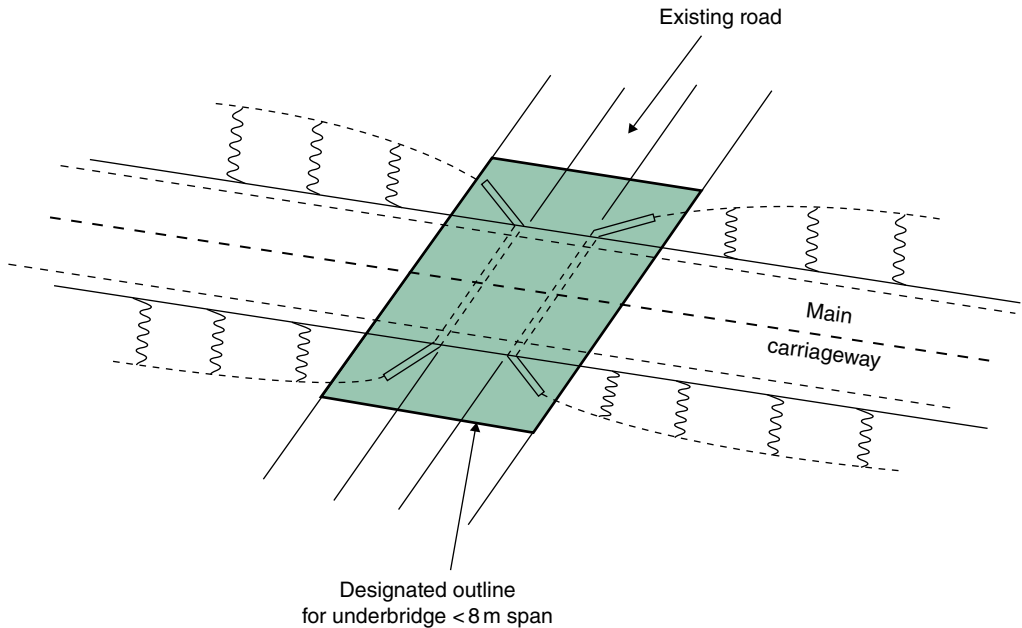 Existing road
Main
carriageway
Designated outline
for underbridge < 8 m span